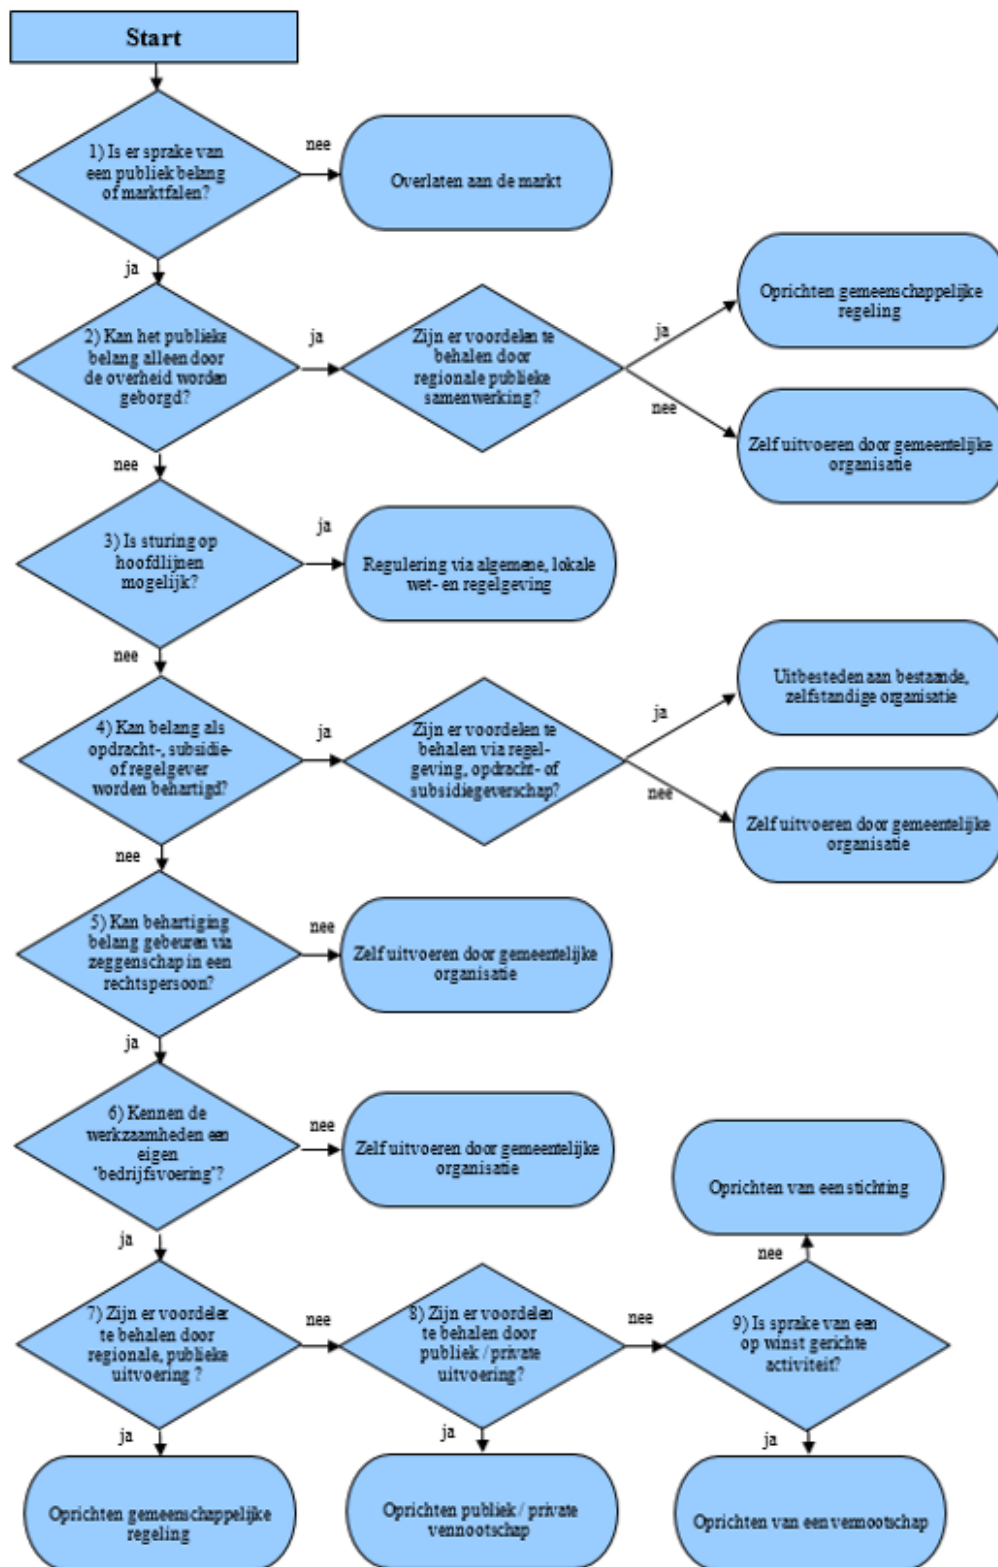 Start
1) Is er sprake van
een publiek belang
of marktfalen?
nee
Overlaten aan de markt
ja
2) Kan het publieke
belang alleen door
de overheid worden
geborgd?
ja
Zijn er voordelen te
behalen door
regionale publieke
samenwerking?
ja
Oprichten gemeenschappelijke
regeling
nee
Zelf uitvoeren door gemeentelijke
organisatie
nee
3) Is sturing op
hoofdlijnen
mogelijk?
ja
Regulering via algemene, lokale
wet- en regelgeving
nee
4) Kan belang als
opdracht-, subsidie-
of regelgever
worden behartigd?
ja
Zijn er voordelen te
behalen via regel-
geving, opdracht- of
subsidiegeverschap?
ja
Uitbesteden aan bestaande,
zelfstandige organisatie
nee
Zelf uitvoeren door gemeentelijke
organisatie
nee
5) Kan behartiging
belang gebeuren via
zeggenschap in een
rechtspersoon?
nee
Zelf uitvoeren door gemeentelijke
organisatie
ja
6) Kennen de
werkzaamheden een
eigen
"bedrijfsvoering"?
nee
Zelf uitvoeren door gemeentelijke
organisatie
ja
7) Zijn er voordeler
te behalen door
regionale, publieke
uitvoering ?
nee
8) Zijn er voordelen
te behalen door
publiek / private
uitvoering?
nee
9) Is sprake van een
op winst gerichte
activiteit?
nee
Oprichten van een stichting
ja
Oprichten gemeenschappelijke
regeling
ja
Oprichten publiek / private
vennootschap
ja
Oprichten van een vennootschap